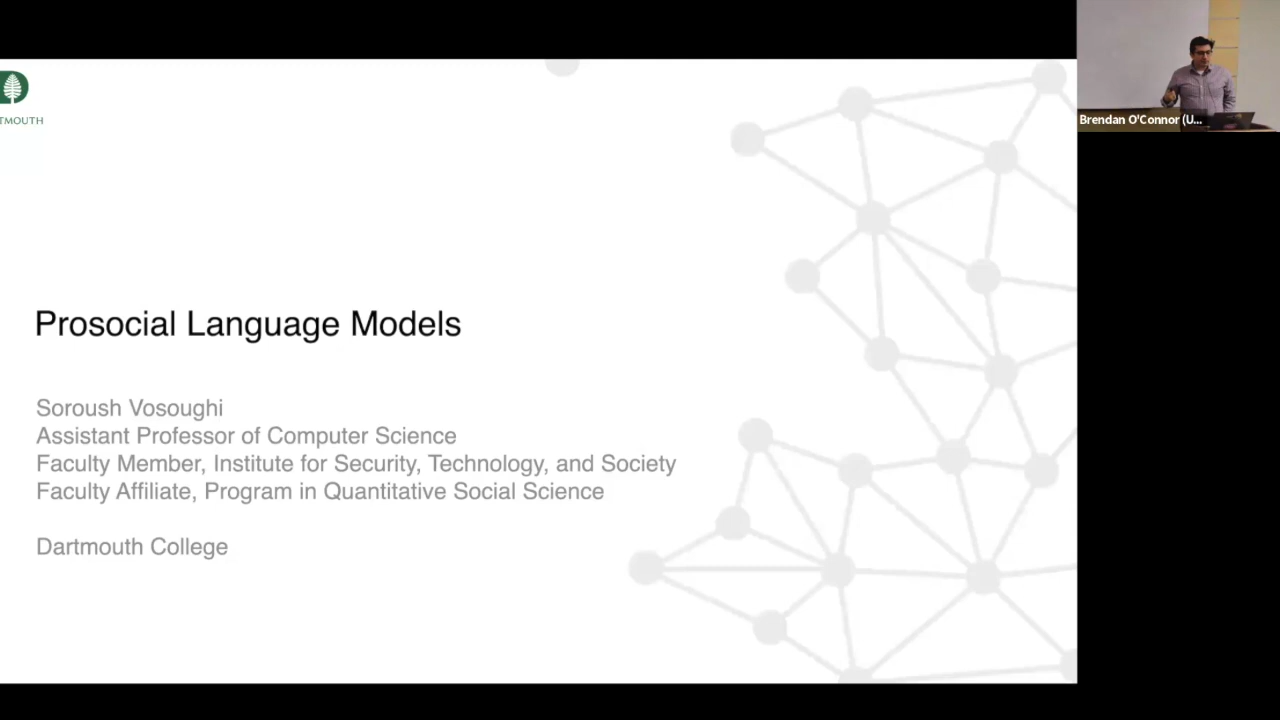 TMOUTH
Prosocial Language Models
Soroush Vosoughi
Assistant Professor of Computer Science
Faculty Member, Institute for Security, Technology, and Society
Faculty Affiliate, Program in Quantitative Social Science
Dartmouth College
Brendan O'Connor (U...